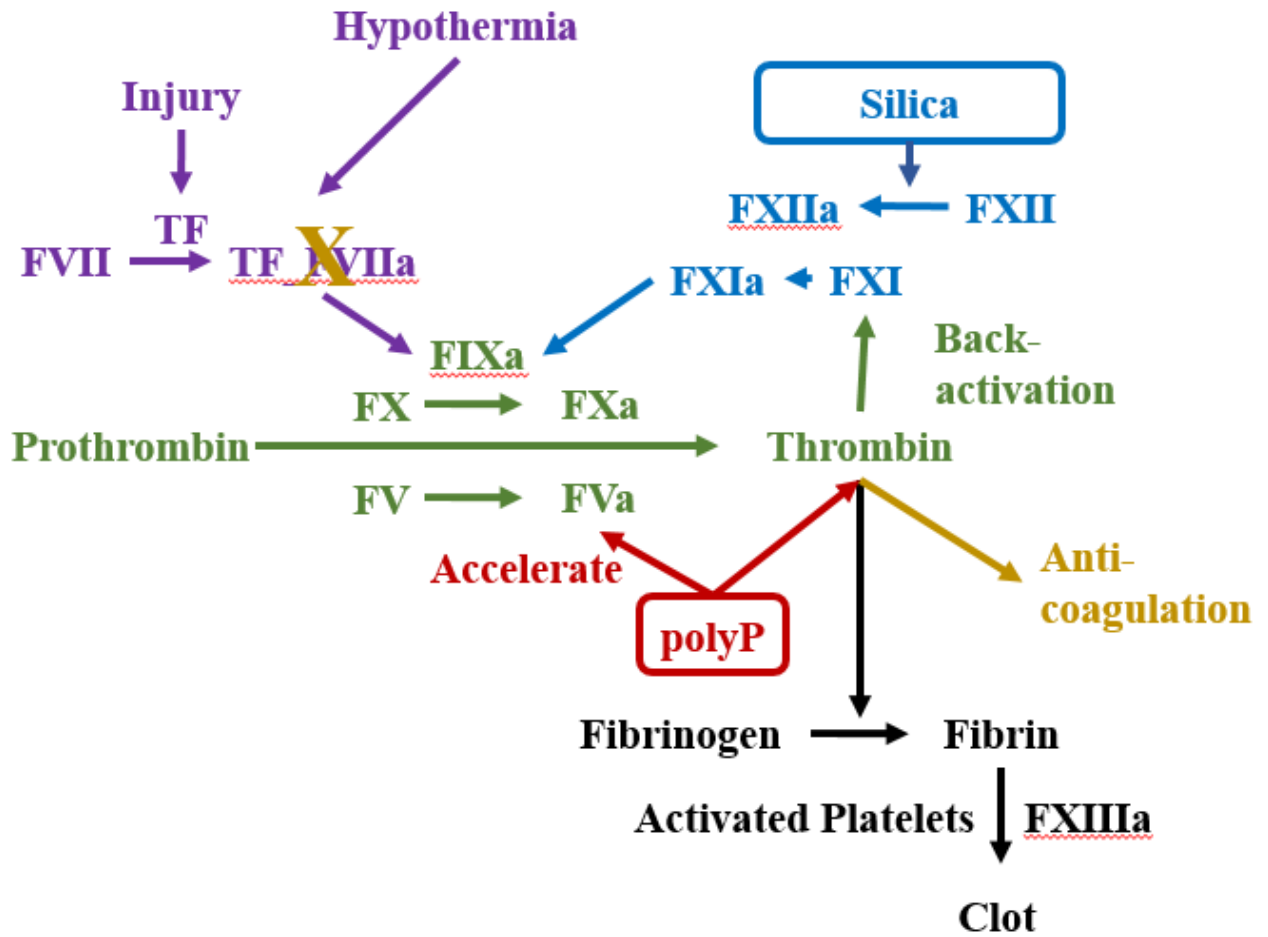 Hypothermia
Injury
Silica
TF
FXIIa
FXII
FVII
TF_FVIIa
X
FXIa
FXI
Back-
activation
FIXa
FX
FXa
Prothrombin
Thrombin
FV
FVa
Accelerate
Anti-
coagulation
polyP
Fibrinogen
Fibrin
Activated Platelets
FXIIIa
Clot